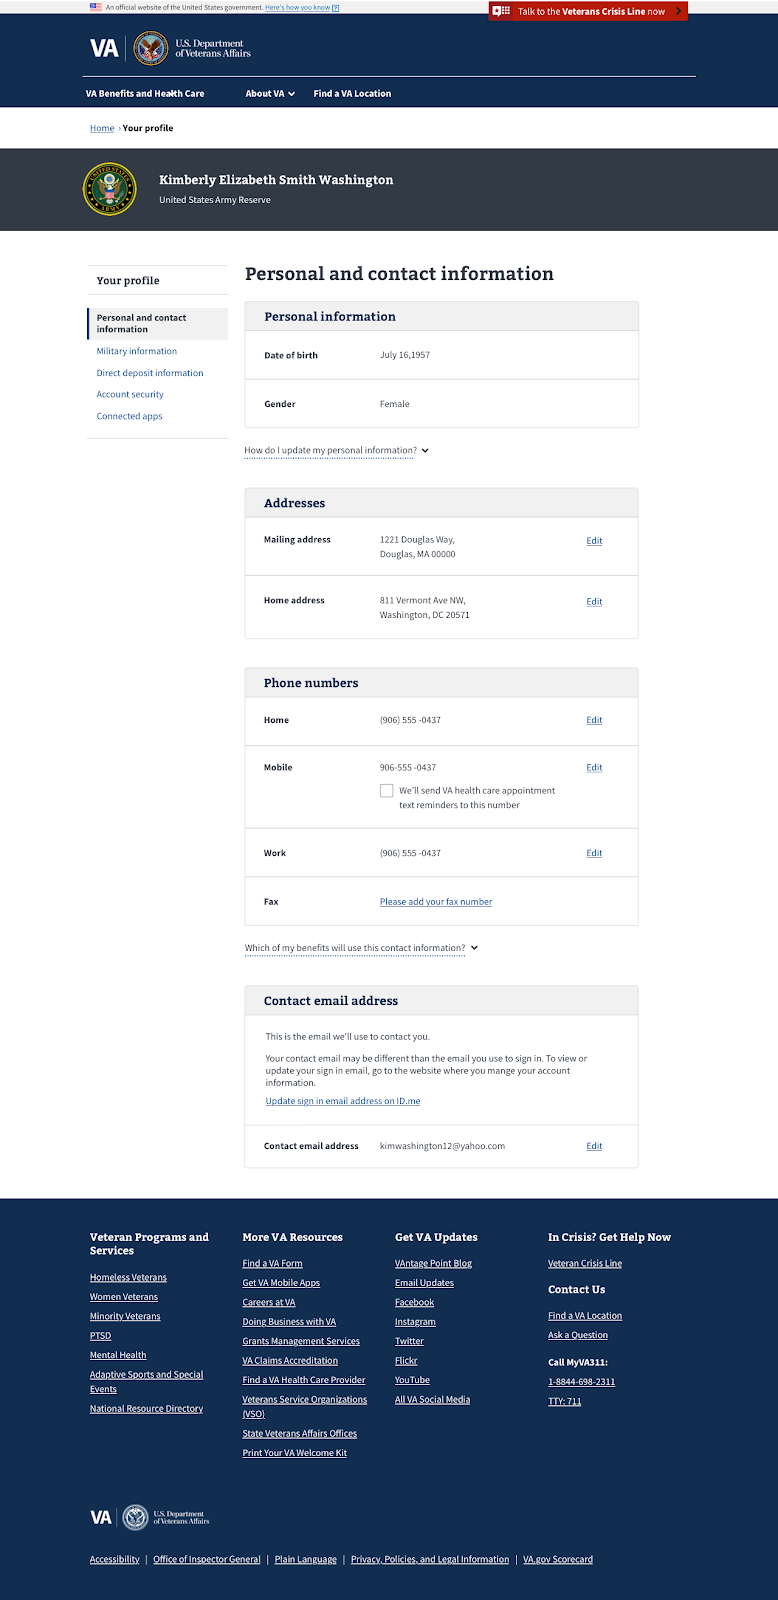 An official website of the United States government. Here's how you know [?]
Talk to the Veterans Crisis Line now
VA
U.S. Department
of Veterans Affairs
VA Benefits and Health Care
About VA
Find a VA Location
Home › Your profile
Kimberly Elizabeth Smith Washington
United States Army Reserve
Your profile
Personal and contact
information
Military information
Direct deposit information
Account security
Connected apps
Personal and contact information
Personal information
Date of birth July 16,1957
Gender Female
How do I update my personal information?
Addresses
Mailing address 1221 Douglas Way,
Douglas, MA 00000
Edit
Home address 811 Vermont Ave NW,
Washington, DC 20571
Edit
Phone numbers
Home (906) 555 -0437 Edit
Mobile 906-555 -0437 Edit
We'll send VA health care appointment
text reminders to this number
Work (906) 555 -0437 Edit
Fax Please add your fax number
Which of my benefits will use this contact information?
Contact email address
This is the email we'll use to contact you.
Your contact email may be different than the email you use to sign in. To view or
update your sign in email, go to the website where you mange your account
information.
Update sign in email address on ID.me
Contact email address kimwashington12@yahoo.com Edit
Veteran Programs and
Services
Homeless Veterans
Women Veterans
Minority Veterans
PTSD
Mental Health
Adaptive Sports and Special
Events
National Resource Directory
More VA Resources
Find a VA Form
Get VA Mobile Apps
Careers at VA
Doing Business with VA
Grants Management Services
VA Claims Accreditation
Find a VA Health Care Provider
Veterans Service Organizations
(VSO)
State Veterans Affairs Offices
Print Your VA Welcome Kit
Get VA Updates
VAntage Point Blog
Email Updates
Facebook
Instagram
Twitter
Flickr
YouTube
All VA Social Media
In Crisis? Get Help Now
Veteran Crisis Line
Contact Us
Find a VA Location
Ask a Question
Call MyVA311:
1-8844-698-2311
TTY: 711
VA
U.S. Department
of Veterans Affairs
Accessibility | Office of Inspector General | Plain Language | Privacy, Policies, and Legal Information | VA.gov Scorecard